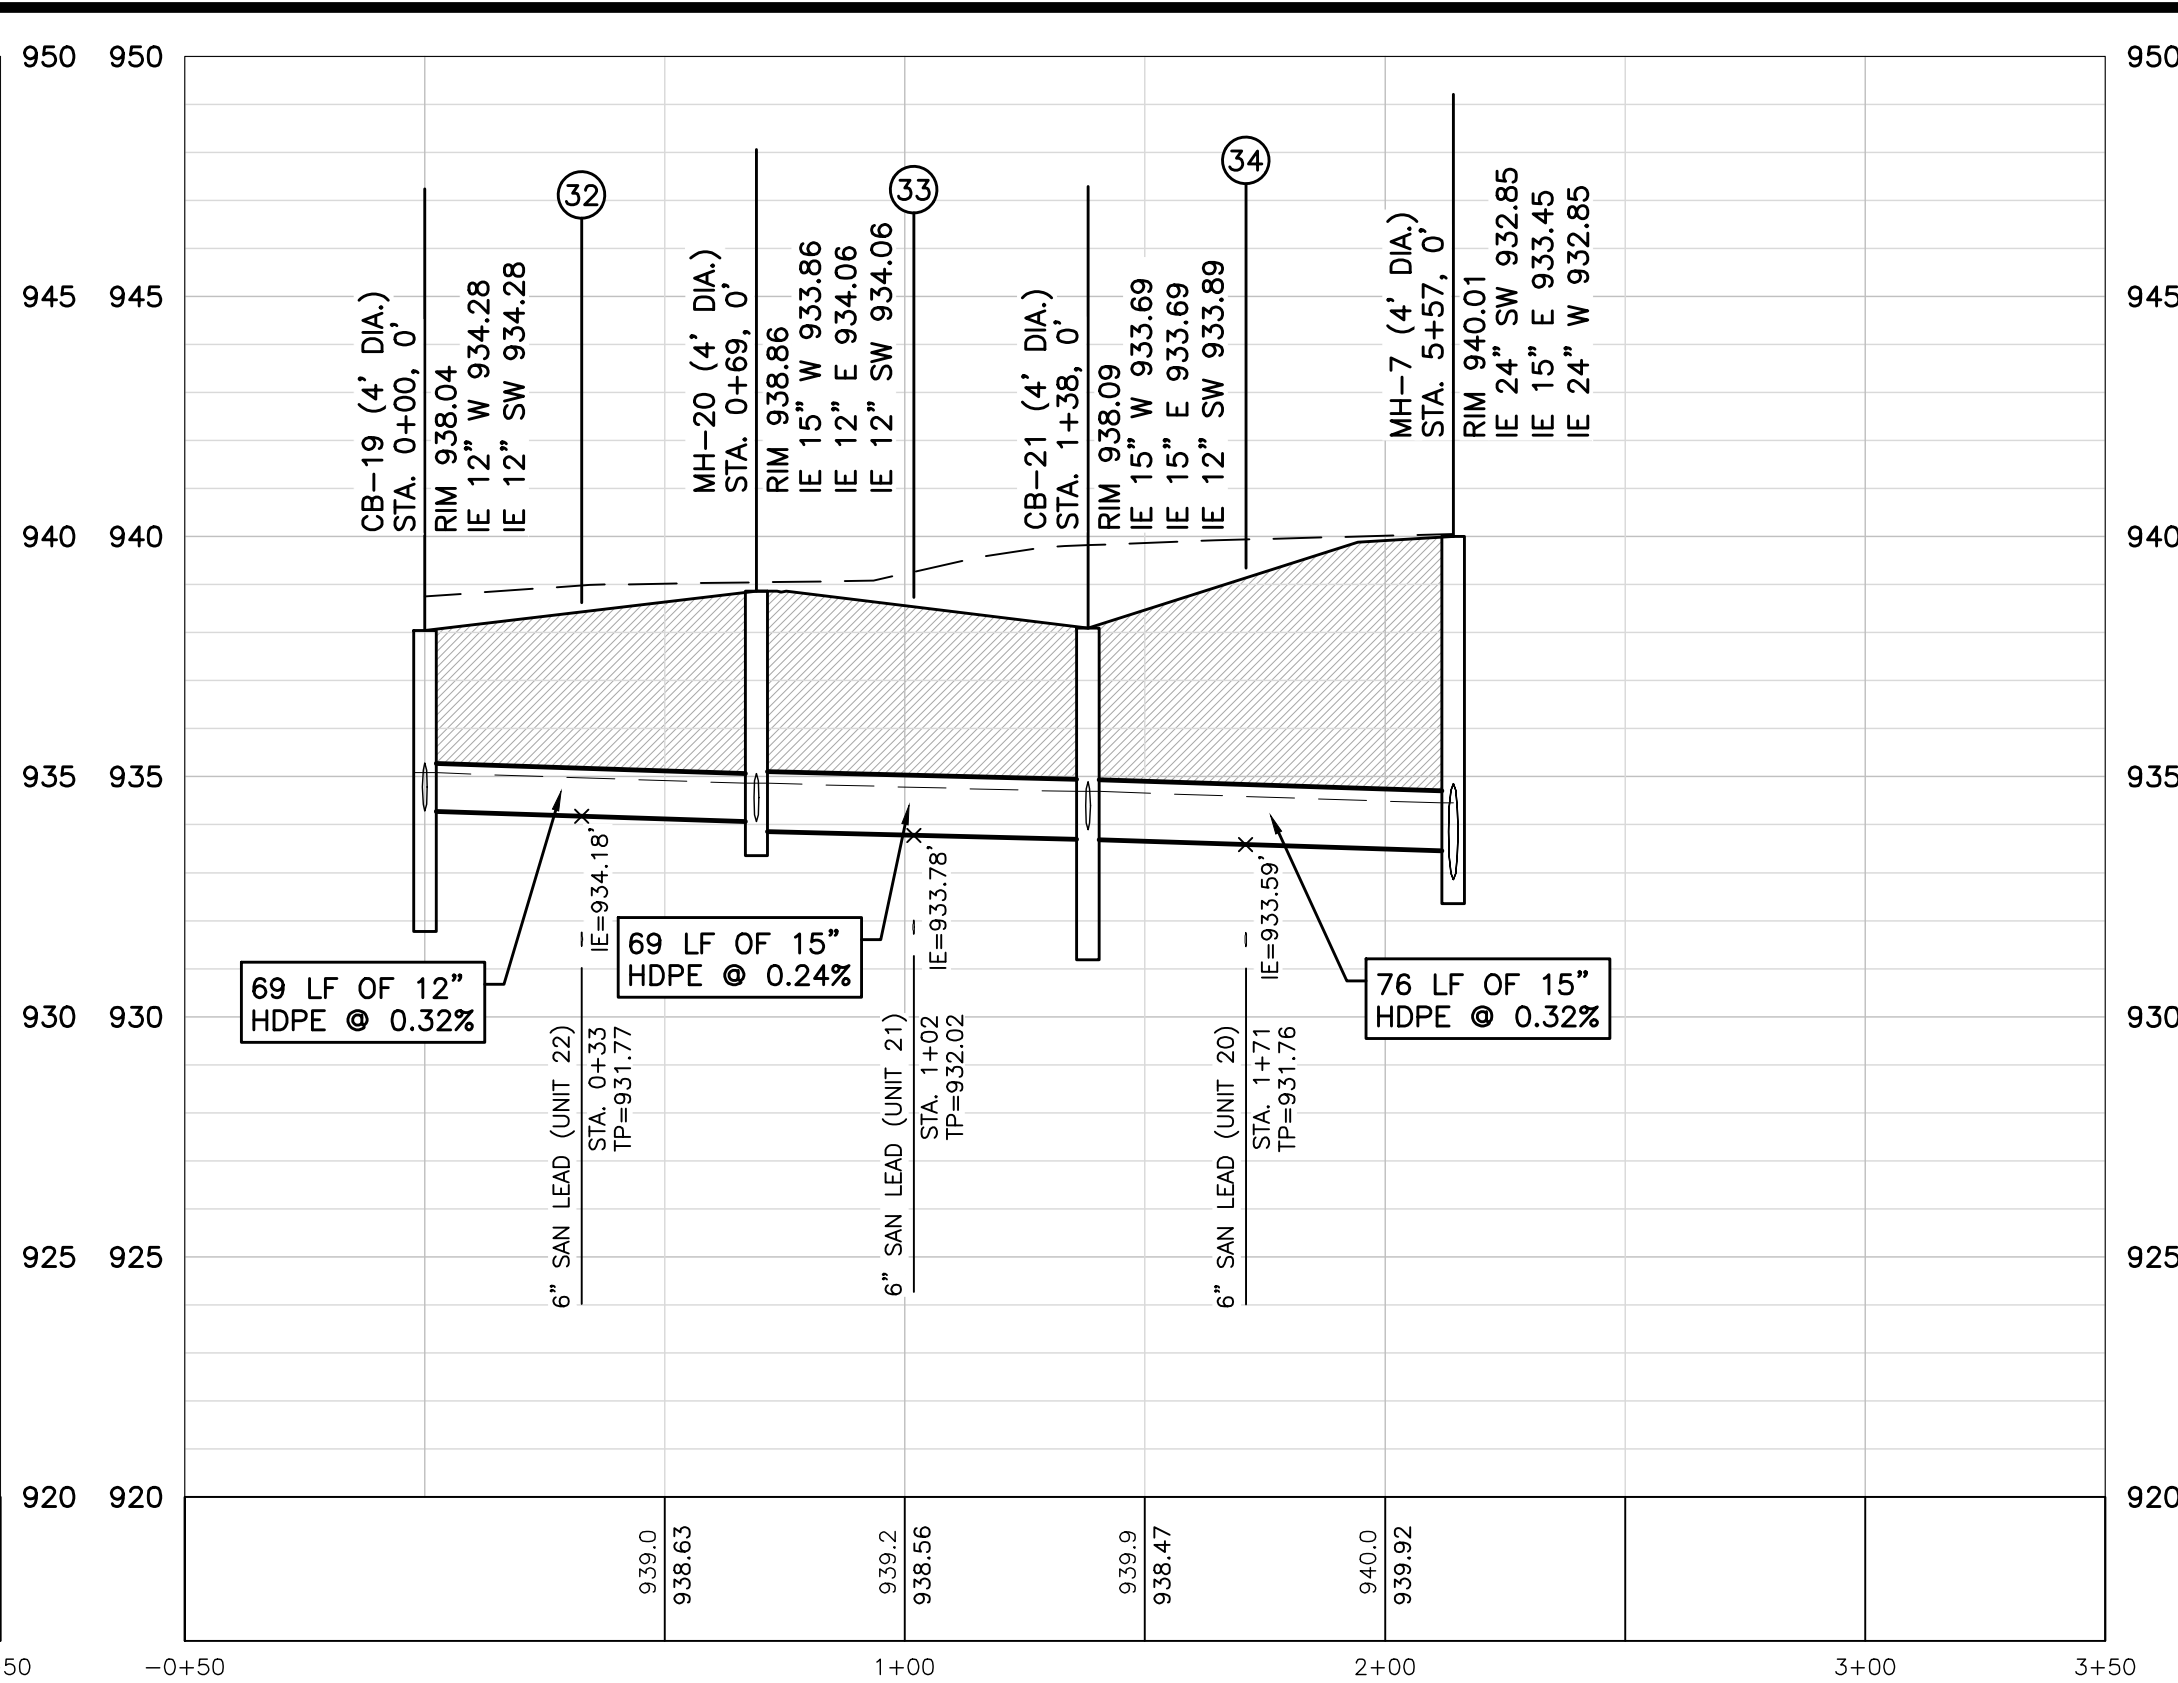 950 950
945 945
940 940
935 935
930 930
925 925
920 920
CB-19 (4' DIA.)
STA. 0+00, 0'
RIM 938.04
IE 12" W 934.28
IE 12" SW 934.28
32
MH-20 (4' DIA.)
STA. 0+69, 0'
RIM 938.86
IE 15" W 933.86
IE 12" E 934.06
IE 12" SW 934.06
33
CB-21 (4' DIA.)
STA. 1+38, 0'
RIM 938.09
IE 15" W 933.69
IE 15" E 933.69
IE 12" SW 933.89
34
MH-7 (4' DIA.)
STA. 5+57, 0'
RIM 940.01
IE 24" SW 932.85
IE 15" E 933.45
IE 24" W 932.85
950
945
940
935
930
925
920
69 LF OF 12"
HDPE @ 0.32%
IE=934.18'
6" SAN LEAD (UNIT 22)
STA. 0+33
TP=931.77
69 LF OF 15"
HDPE @ 0.24%
IE=933.78'
6" SAN LEAD (UNIT 21)
STA. 1+02
TP=932.02
IE=933.59'
6" SAN LEAD (UNIT 20)
STA. 1+71
TP=931.76
76 LF OF 15"
HDPE @ 0.32%
939.0
938.63
939.2
938.56
939.9
938.47
940.0
939.92
50 -0+50 1+00 2+00 3+00 3+50